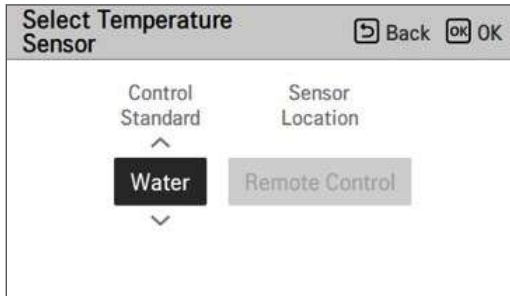 Select Temperature
Sensor
Back OK OK
Control
Standard
Sensor
Location
Water
Remote Control